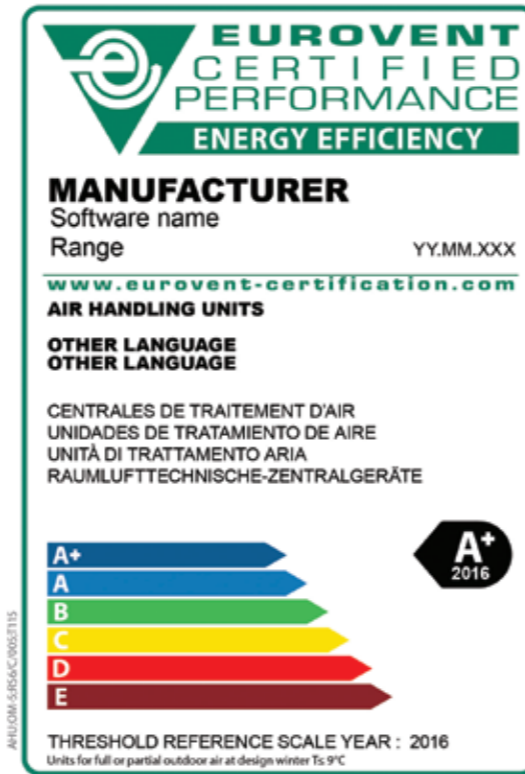 EUROVENT
CERTIFIED
PERFORMANCE
ENERGY EFFICIENCY
MANUFACTURER
Software name
Range YY.MM.XXX
www.eurovent-certification.com
AIR HANDLING UNITS
OTHER LANGUAGE
OTHER LANGUAGE
CENTRALES DE TRAITEMENT D'AIR
UNIDADES DE TRATAMIENTO DE AIRE
UNITÀ DI TRATTAMENTO ARIA
RAUMLUFTTECHNISCHE-ZENTRALGERÄTE
A+
A
B
C
D
E
A+
2016
THRESHOLD REFERENCE SCALE YEAR : 2016
Units for full or partial outdoor air at design winter Ts 9°C